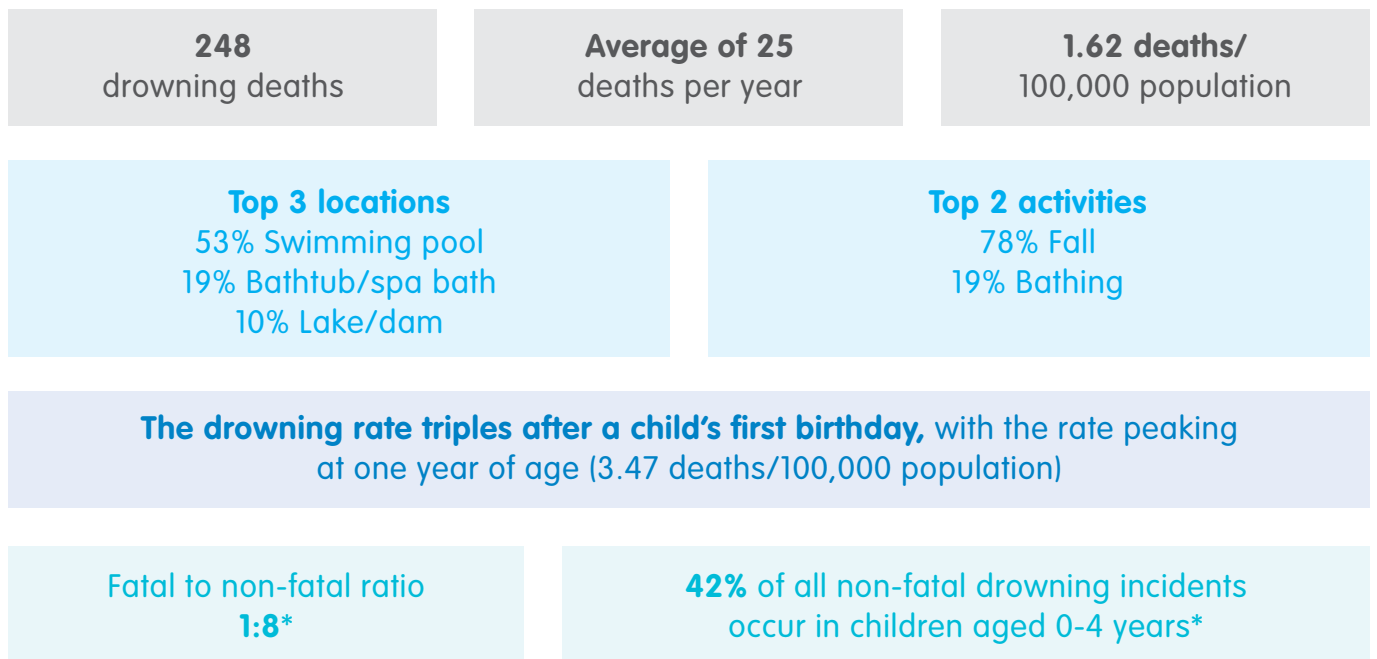 248
drowning deaths
Average of 25
deaths per year
1.62 deaths/
100,000 population
Top 3 locations
53% Swimming pool
19% Bathtub/spa bath
10% Lake/dam
Top 2 activities
78% Fall
19% Bathing
The drowning rate triples after a child’s first birthday, with the rate peaking
at one year of age (3.47 deaths/100,000 population)
Fatal to non-fatal ratio
1:8*
42% of all non-fatal drowning incidents
occur in children aged 0-4 years*